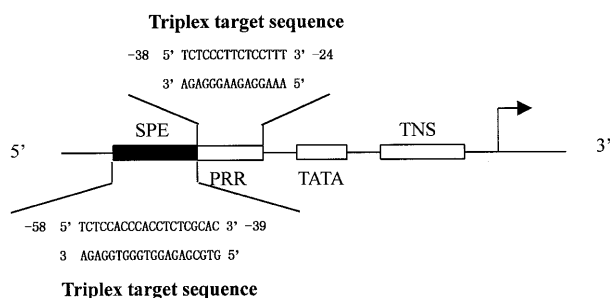 Triplex target sequence
-38 5' TCTCCCTTCTCCTTT 3' -24
3' AGAGGGAAGAGGAAA 5'
SPE
TNS
5'
3'
PRR
TATA
-58 5' TCTCCACCCACCTCTCGCAC 3' -39
3 AGAGGTGGGTGGAGAGCGTG 5'
Triplex target sequence